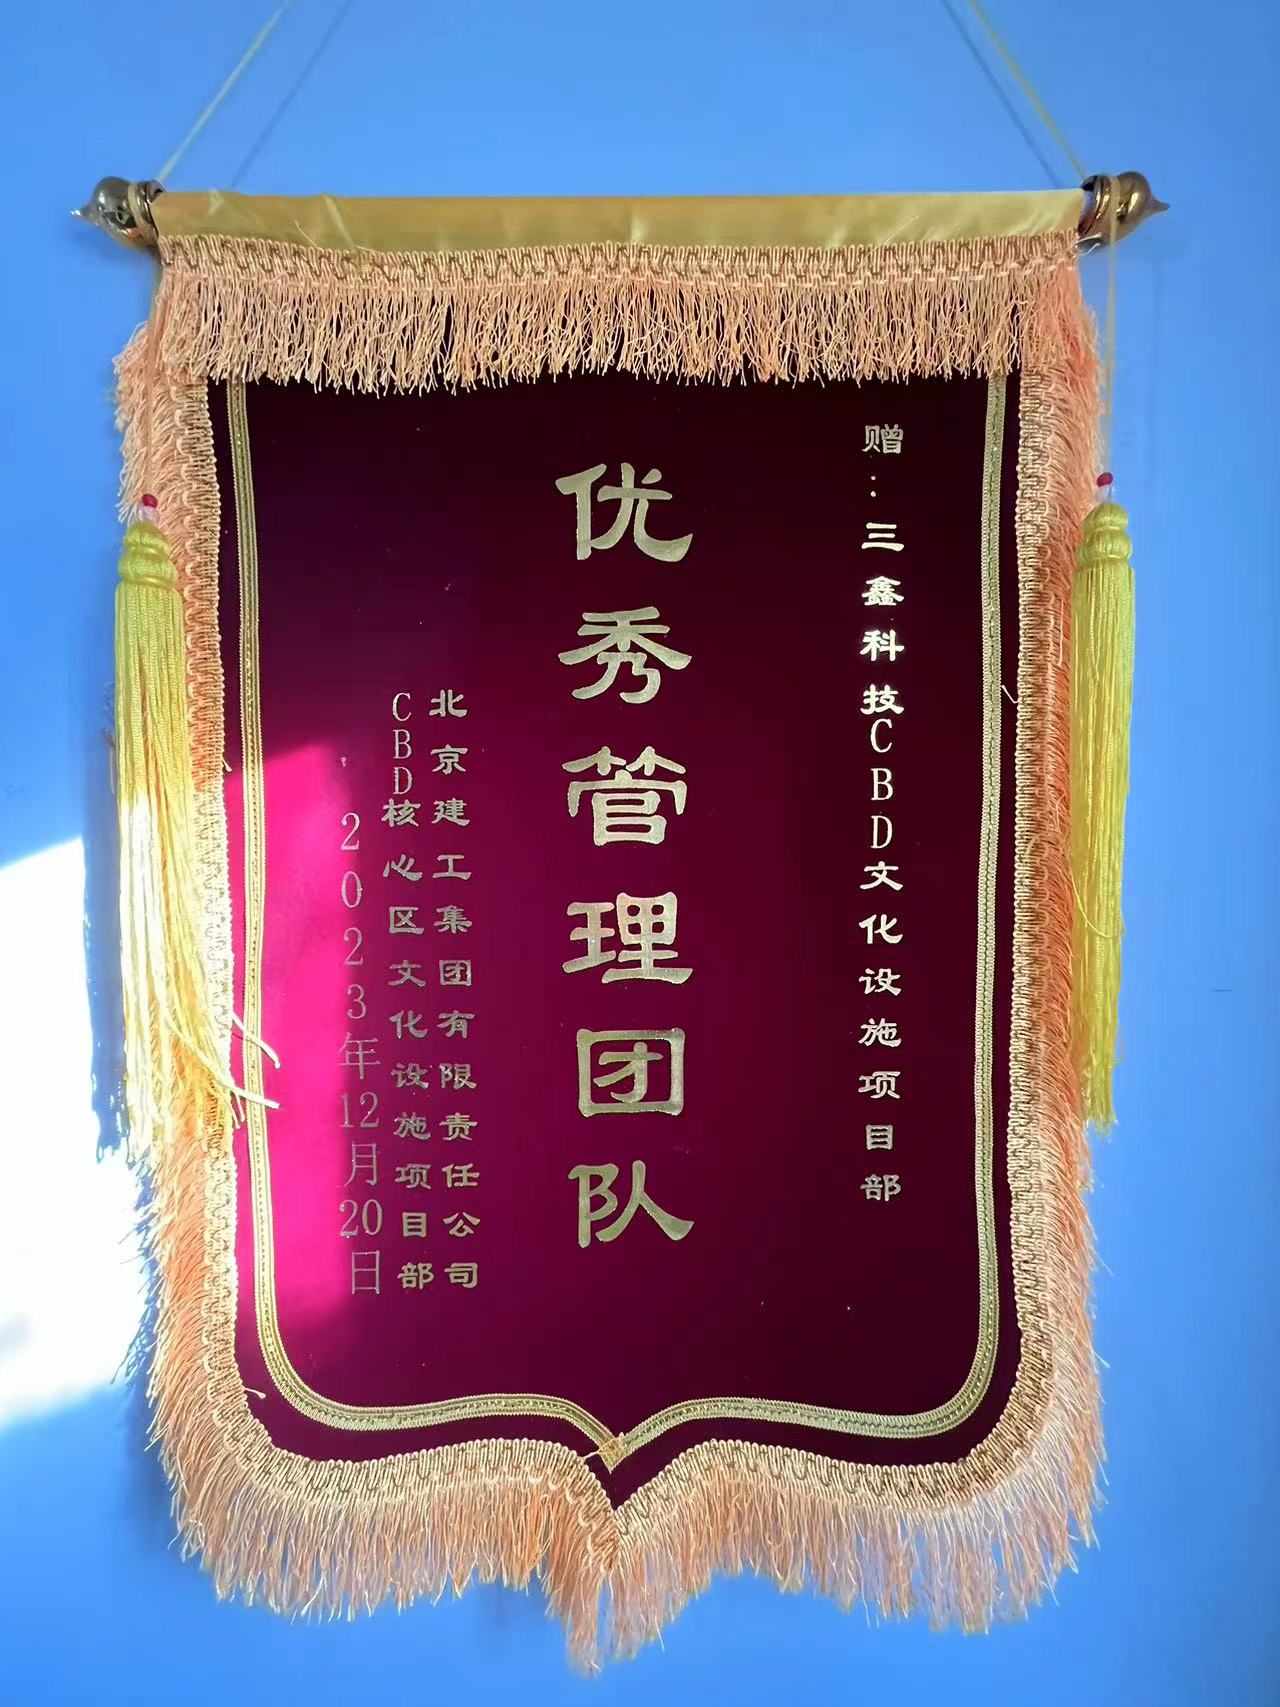 赠：三鑫科技CBD文化设施项目部
优秀管理团队
北京建工集团有限责任公司
CBD核心区文化设施项目部
2023年12月20日